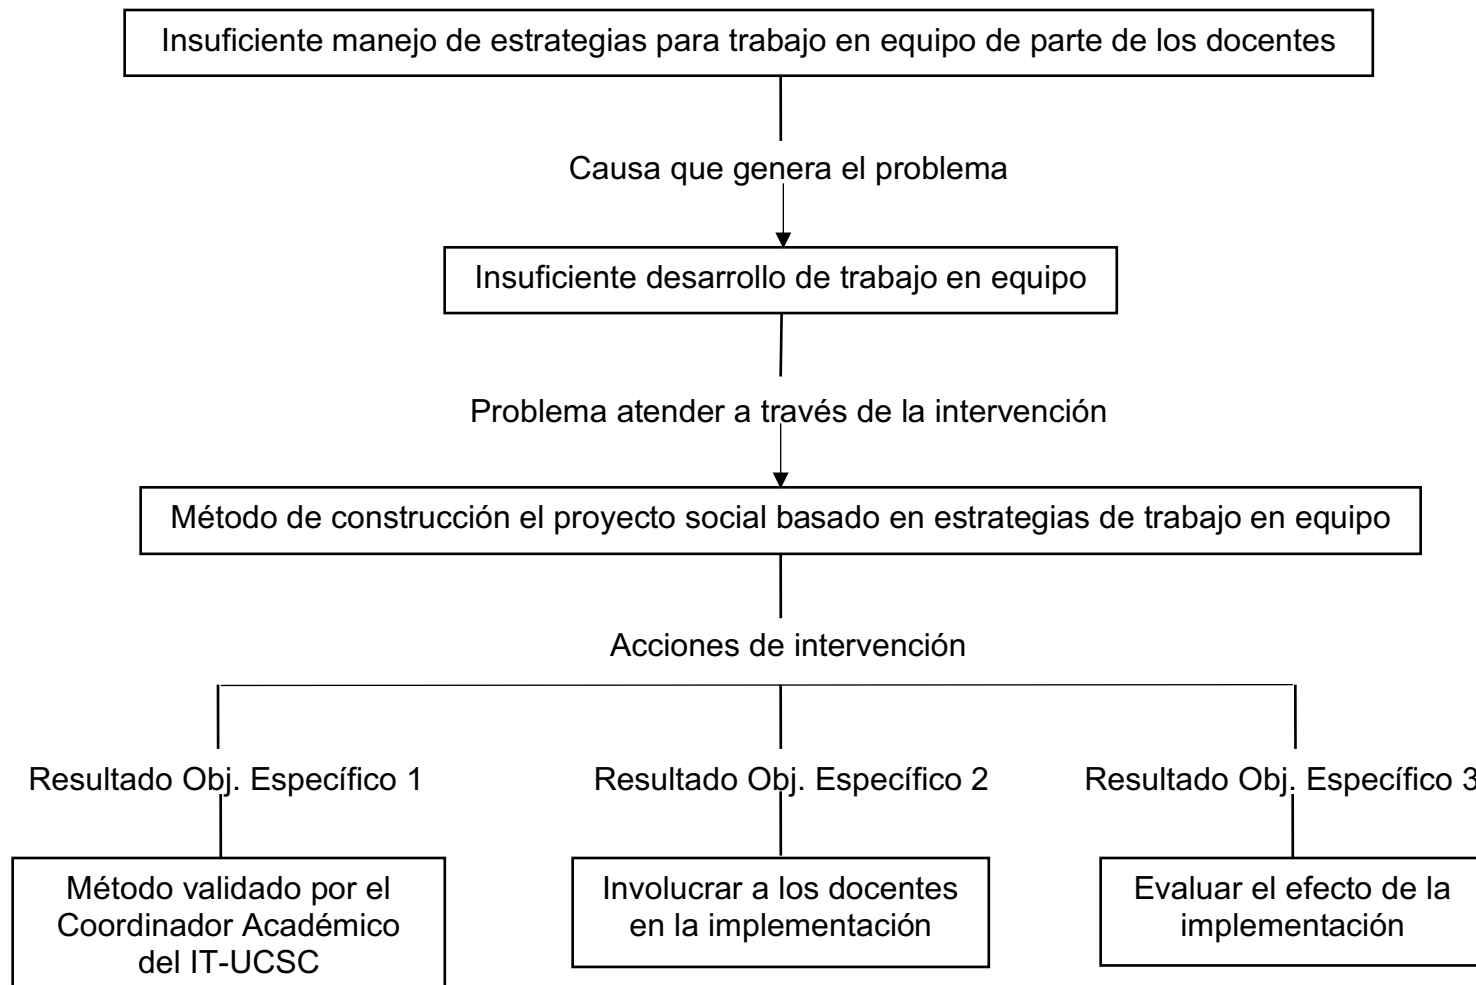 Insuficiente manejo de estrategias para trabajo en equipo de parte de los docentes
Causa que genera el problema
Insuficiente desarrollo de trabajo en equipo
Problema atender a través de la intervención
Método de construcción el proyecto social basado en estrategias de trabajo en equipo
Acciones de intervención
Resultado Obj. Específico 1
Resultado Obj. Específico 2
Resultado Obj. Específico 3
Método validado por el
Coordinador Académico
del IT-UCSC
Involucrar a los docentes
en la implementación
Evaluar el efecto de la
implementación